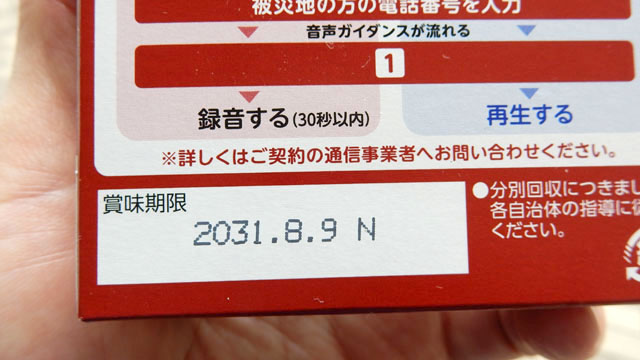 被災地の方の電話番号を入力
音声ガイダンスが流れる
1
録音する(30秒以内)
再生する
※詳しくはご契約の通信事業者へお問い合わせください。
賞味期限
2031.8.9 N
●分別回収につきまし
各自治体の指導に従
ください。